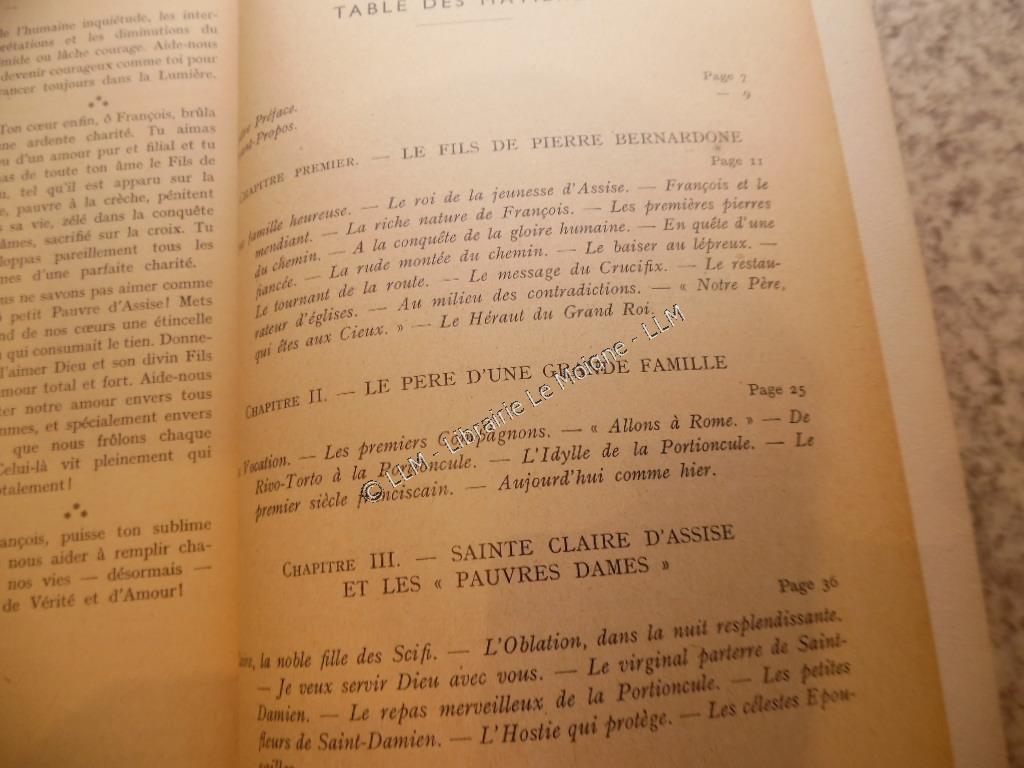 de l'humaine inquiétude, les inter-
prétations et les diminutions du
timide ou lâche courage. Aide-nous
devenir courageux comme toi pour
avancer toujours dans la Lumière.
Ton cœur enfin, ô François, brûla
une ardente charité. Tu aimas
d'un amour pur et filial et tu
pas de toute ton âme le Fils de
tel qu'il est apparu sur la
pauvre à la crèche, pénitent
sa vie, zélé dans la conquête
âmes, sacrifié sur la croix. Tu
loppas pareillement tous les
mes d'une parfaite charité.
ous ne savons pas aimer comme
ô petit Pauvre d'Assise! Mets
nd de nos cœurs une étincelle
qui consumait le tien. Donne-
d'aimer Dieu et son divin Fils
amour total et fort. Aide-nous
ter notre amour envers tous
mmes, et spécialement envers
que nous frôlons chaque
Celui-là vit pleinement qui
totalement!
ançois, puisse ton sublime
nous aider à remplir cha-
nos vies — désormais —
de Vérité et d'Amour!
TABLE DES
Préface. Page 7
-Propos. — 9
CHAPITRE PREMIER. — LE FILS DE PIERRE BERNARDONE
Page 11
famille heureuse. — Le roi de la jeunesse d'Assise. — François et le
mendiant. — La riche nature de François. — Les premières pierres
du chemin. — A la conquête de la gloire humaine. — En quête d'une
fiancée. — La rude montée du chemin. — Le baiser au lépreux. —
Le tournant de la route. — Le message du Crucifix. — Le restau-
rateur d'églises. — Au milieu des contradictions. — « Notre Père,
qui êtes aux Cieux. » — Le Héraut du Grand Roi.
CHAPITRE II. — LE PERE D'UNE GRANDE FAMILLE
Page 25
Vocation. — Les premiers Compagnons. — « Allons à Rome. » — De
Rivo-Torto à la Portioncule. — L'Idylle de la Portioncule. — Le
premier siècle franciscain. — Aujourd'hui comme hier.
CHAPITRE III. — SAINTE CLAIRE D'ASSISE
ET LES « PAUVRES DAMES »
Page 36
la noble fille des Scifi. — L'Oblation, dans la nuit resplendissante.
— Je veux servir Dieu avec vous. — Le virginal parterre de Saint-
Damien. — Le repas merveilleux de la Portioncule. — Les petites
fleurs de Saint-Damien. — L'Hostie qui protège. — Les célestes Epou-
© LLM - Librairie Le Moigne - LLM